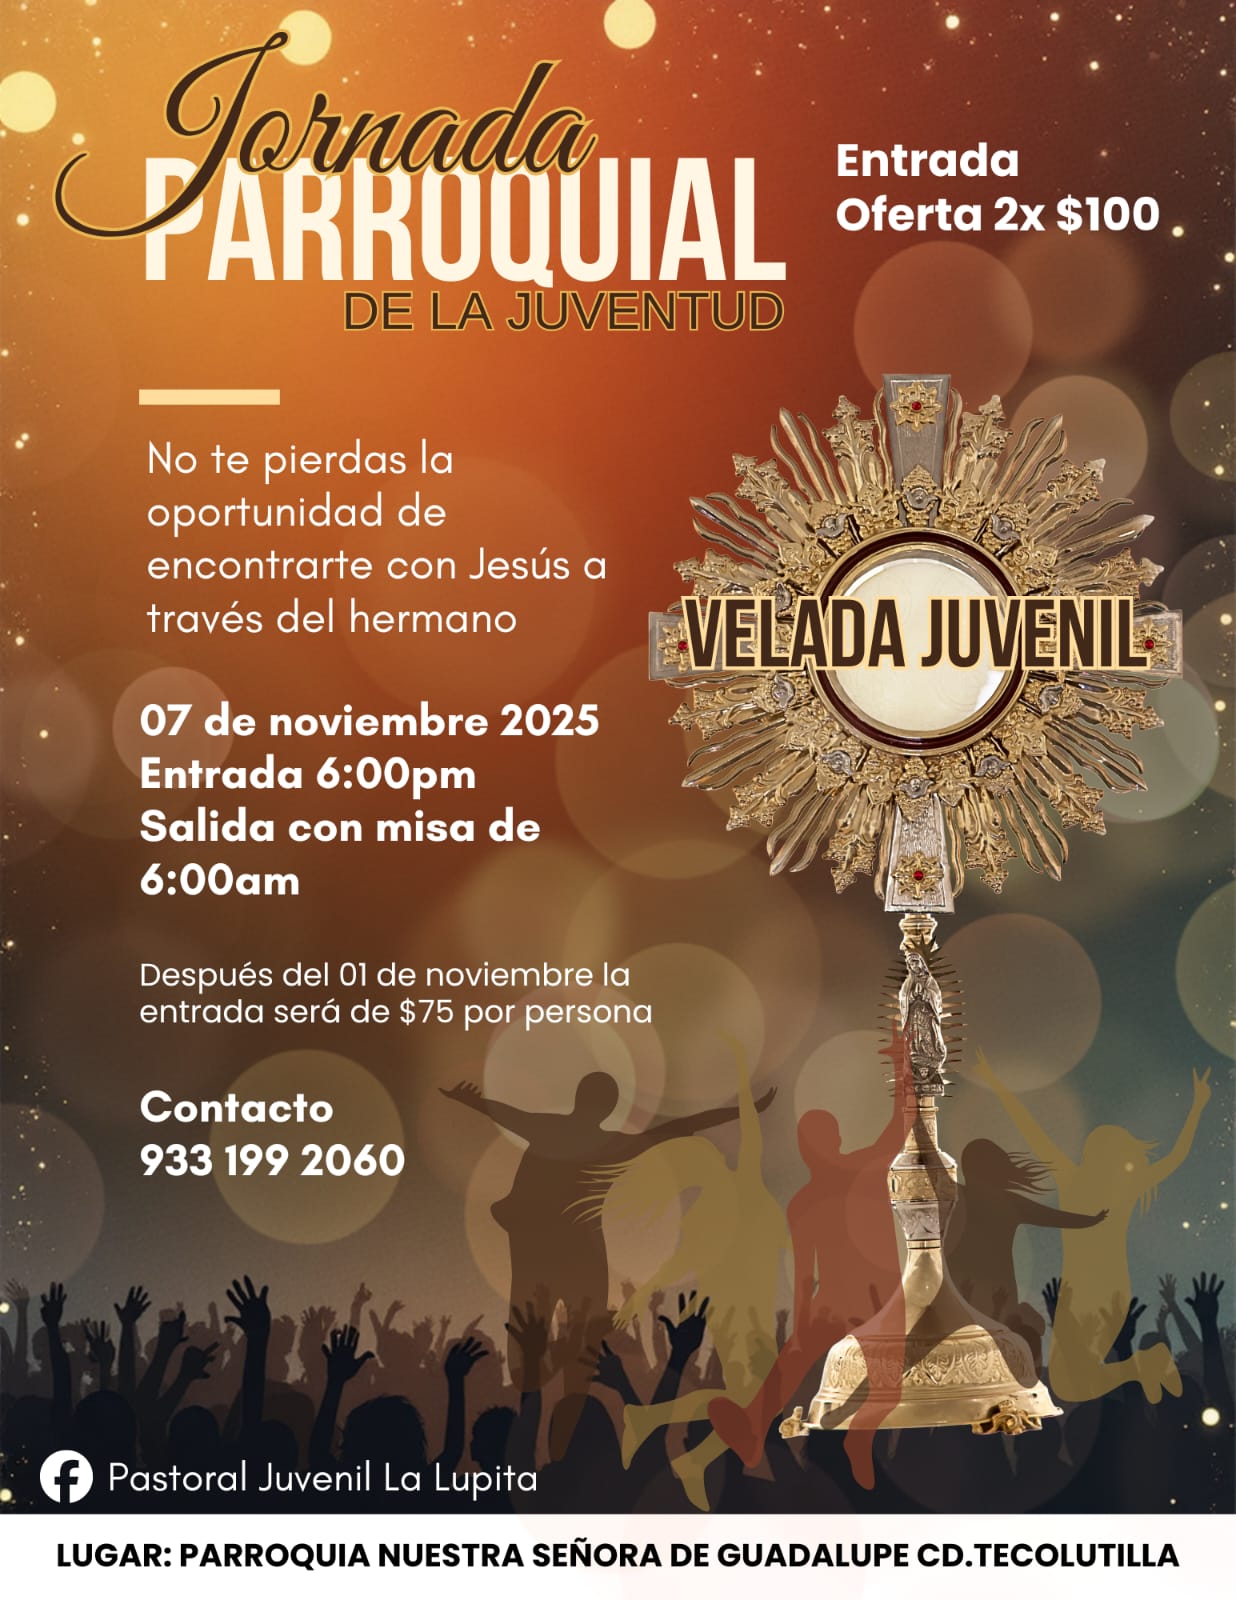 Jornada
PARROQUIAL
DE LA JUVENTUD
Entrada
Oferta 2x $100
No te pierdas la
oportunidad de
encontrarte con Jesús a
través del hermano
VELADA JUVENIL
07 de noviembre 2025
Entrada 6:00pm
Salida con misa de
6:00am
Después del 01 de noviembre la
entrada será de $75 por persona
Contacto
933 199 2060
Pastoral Juvenil La Lupita
LUGAR: PARROQUIA NUESTRA SEÑORA DE GUADALUPE CD.TECOLUTILLA